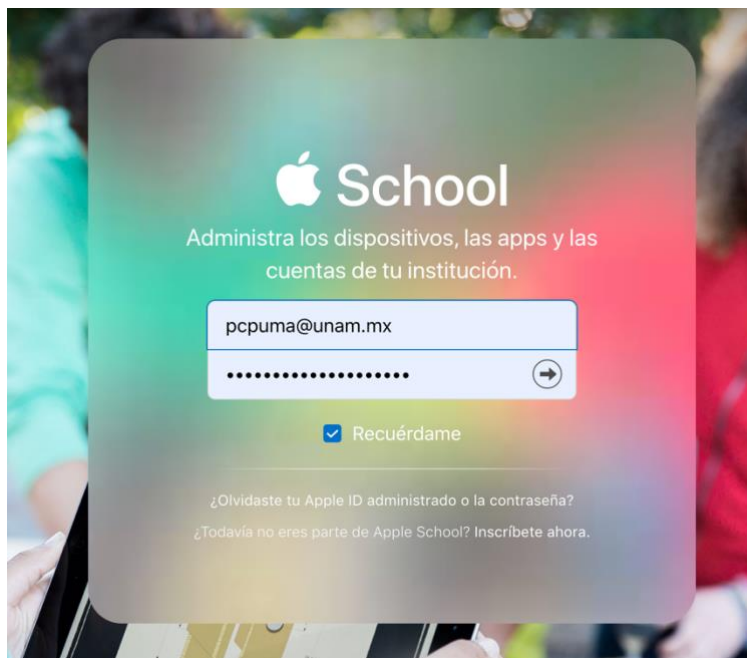 School
Administra los dispositivos, las apps y las
cuentas de tu institución.
pcpuma@unam.mx
••••••••••••••••••••
Recuérdame
¿Olvidaste tu Apple ID administrado o la contraseña?
¿Todavía no eres parte de Apple School? Inscríbete ahora.